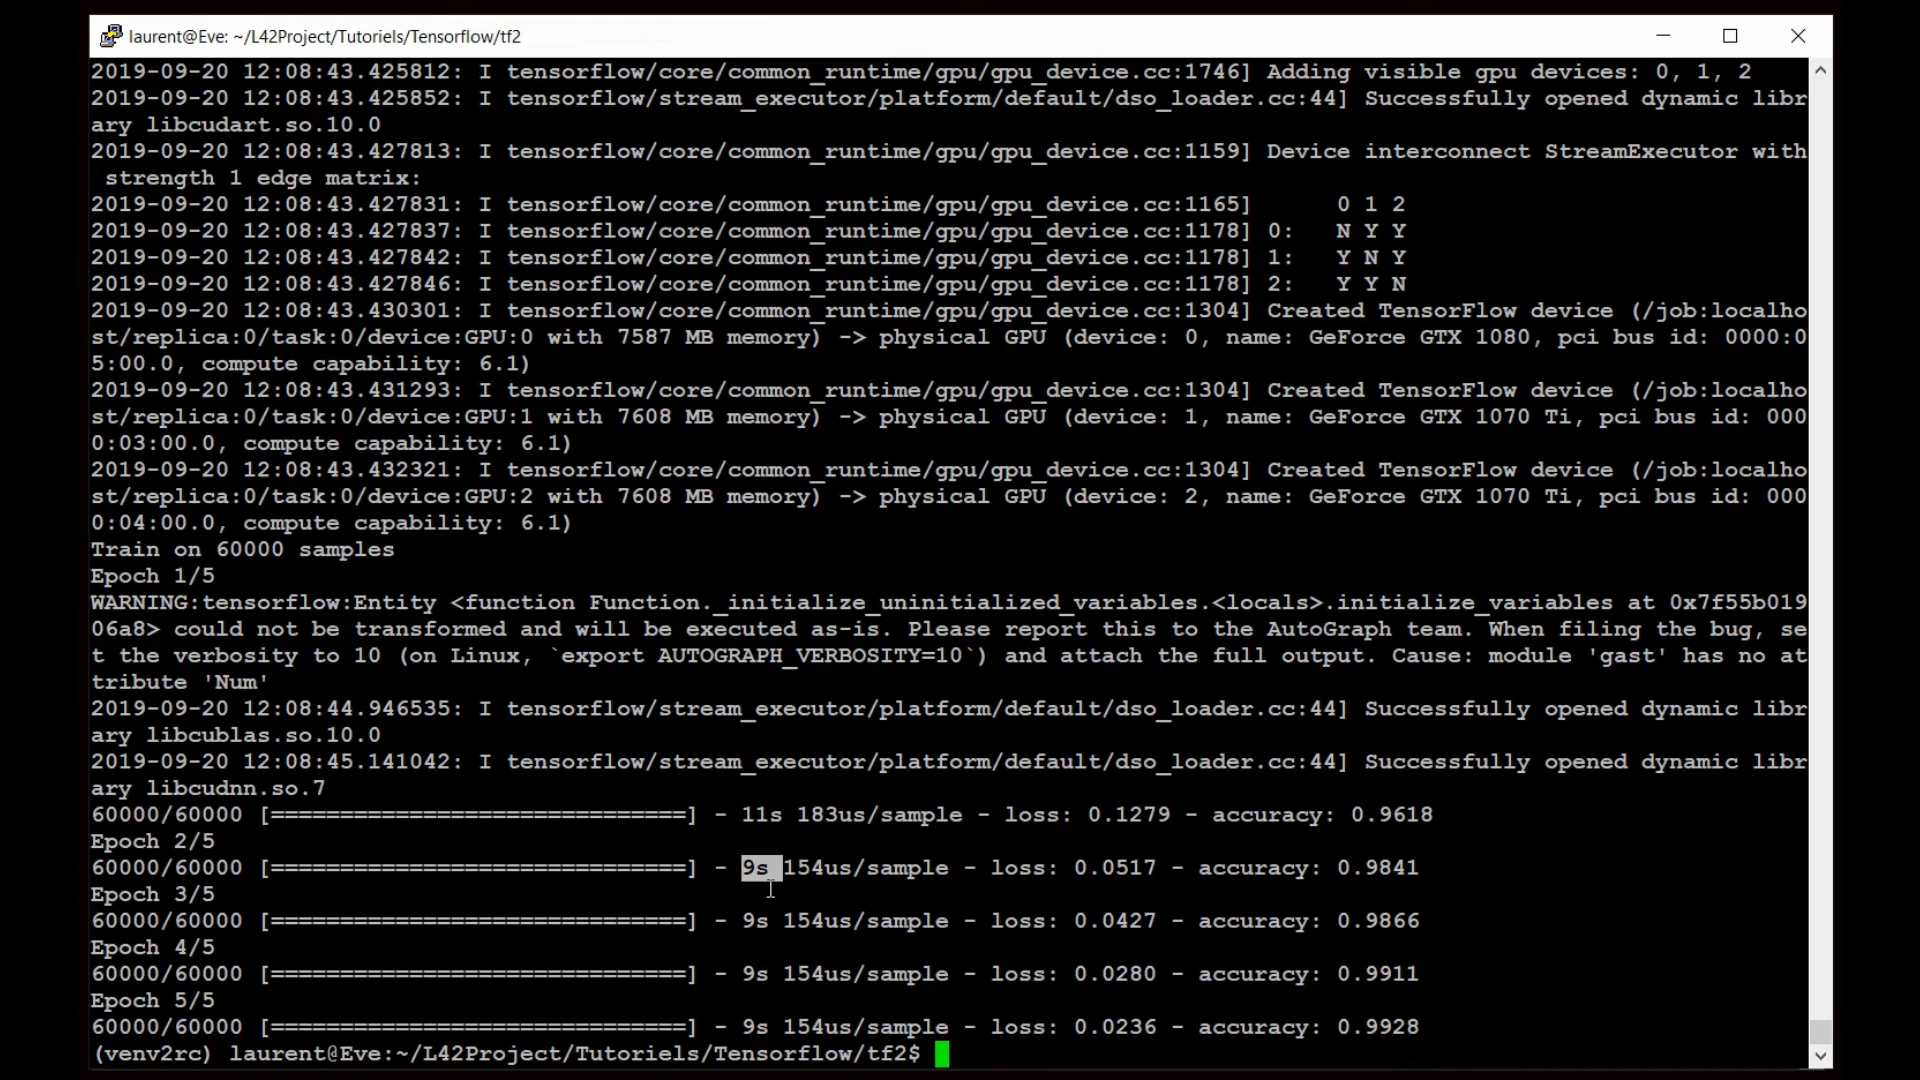 laurent@Eve: ~/L42Project/Tutoriels/Tensorflow/tf2
2019-09-20 12:08:43.425812: I tensorflow/core/common_runtime/gpu/gpu_device.cc:1746] Adding visible gpu devices: 0, 1, 2
2019-09-20 12:08:43.425852: I tensorflow/stream_executor/platform/default/dso_loader.cc:44] Successfully opened dynamic libr
ary libcudart.so.10.0
2019-09-20 12:08:43.427813: I tensorflow/core/common_runtime/gpu/gpu_device.cc:1159] Device interconnect StreamExecutor with
 strength 1 edge matrix:
2019-09-20 12:08:43.427831: I tensorflow/core/common_runtime/gpu/gpu_device.cc:1165]      0 1 2
2019-09-20 12:08:43.427837: I tensorflow/core/common_runtime/gpu/gpu_device.cc:1178] 0:   N Y Y
2019-09-20 12:08:43.427842: I tensorflow/core/common_runtime/gpu/gpu_device.cc:1178] 1:   Y N Y
2019-09-20 12:08:43.427846: I tensorflow/core/common_runtime/gpu/gpu_device.cc:1178] 2:   Y Y N
2019-09-20 12:08:43.430301: I tensorflow/core/common_runtime/gpu/gpu_device.cc:1304] Created TensorFlow device (/job:localho
st/replica:0/task:0/device:GPU:0 with 7587 MB memory) -> physical GPU (device: 0, name: GeForce GTX 1080, pci bus id: 0000:0
5:00.0, compute capability: 6.1)
2019-09-20 12:08:43.431293: I tensorflow/core/common_runtime/gpu/gpu_device.cc:1304] Created TensorFlow device (/job:localho
st/replica:0/task:0/device:GPU:1 with 7608 MB memory) -> physical GPU (device: 1, name: GeForce GTX 1070 Ti, pci bus id: 000
0:03:00.0, compute capability: 6.1)
2019-09-20 12:08:43.432321: I tensorflow/core/common_runtime/gpu/gpu_device.cc:1304] Created TensorFlow device (/job:localho
st/replica:0/task:0/device:GPU:2 with 7608 MB memory) -> physical GPU (device: 2, name: GeForce GTX 1070 Ti, pci bus id: 000
0:04:00.0, compute capability: 6.1)
Train on 60000 samples
Epoch 1/5
WARNING:tensorflow:Entity <function Function._initialize_uninitialized_variables.<locals>.initialize_variables at 0x7f55b019
06a8> could not be transformed and will be executed as-is. Please report this to the AutoGraph team. When filing the bug, se
t the verbosity to 10 (on Linux, `export AUTOGRAPH_VERBOSITY=10`) and attach the full output. Cause: module 'gast' has no at
tribute 'Num'
2019-09-20 12:08:44.946535: I tensorflow/stream_executor/platform/default/dso_loader.cc:44] Successfully opened dynamic libr
ary libcublas.so.10.0
2019-09-20 12:08:45.141042: I tensorflow/stream_executor/platform/default/dso_loader.cc:44] Successfully opened dynamic libr
ary libcudnn.so.7
60000/60000 [==============================] - 11s 183us/sample - loss: 0.1279 - accuracy: 0.9618
Epoch 2/5
60000/60000 [==============================] - 9s 154us/sample - loss: 0.0517 - accuracy: 0.9841
Epoch 3/5
60000/60000 [==============================] - 9s 154us/sample - loss: 0.0427 - accuracy: 0.9866
Epoch 4/5
60000/60000 [==============================] - 9s 154us/sample - loss: 0.0280 - accuracy: 0.9911
Epoch 5/5
60000/60000 [==============================] - 9s 154us/sample - loss: 0.0236 - accuracy: 0.9928
(venv2rc) laurent@Eve:~/L42Project/Tutoriels/Tensorflow/tf2$